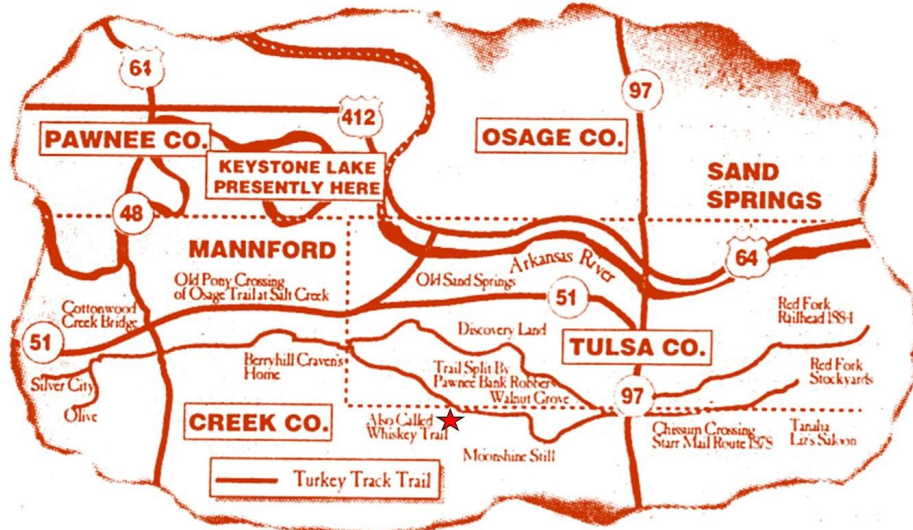 64
97
412
PAWNEE CO.
OSAGE CO.
KEYSTONE LAKE
PRESENTLY HERE
SAND
SPRINGS
48
MANNFORD
64
Arkansas River
Old Pony Crossing
of Osage Trail at Salt Creek
Old Sand Springs
51
Cottonwood
Creek Bridge
Red Fork
Railhead 1884
51
Discovery Land
TULSA CO.
Berryhill Craven's
Home
Trail Split By
Pawnee Bank Robbery
Walnut Grove
Red Fork
Stockyards
Silver City
Olive
97
CREEK CO.
Also Called
Whiskey Trail
Chissum Crossing
Starr Mail Route 1978
Tanaha
Liz's Saloon
Moonshine Still
Turkey Track Trail